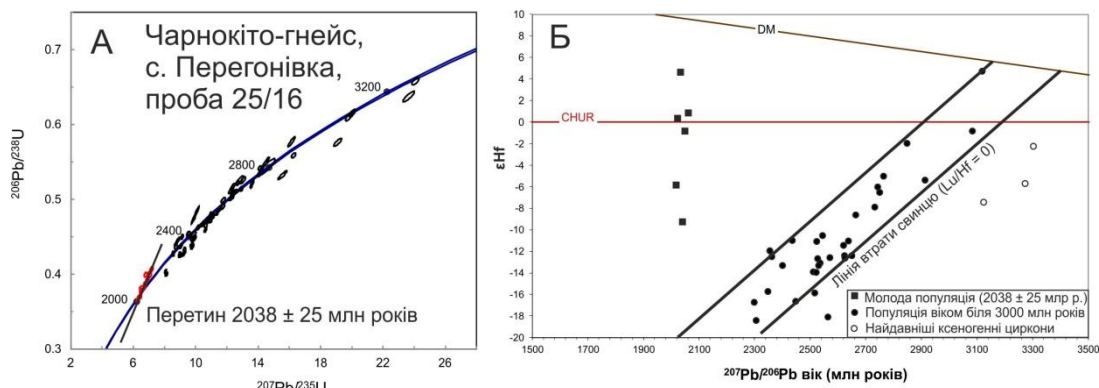 А
Чарнокіто-гнейс,
с. Перегонівка,
проба 25/16
0.7
0.6
0.5
0.4
0.3
²⁰⁶Pb/²³⁸U
3200
2800
2400
2000
Перетин 2038 ± 25 млн років
2 6 10 14 18 22 26
²⁰⁷Pb/²³⁵U
Б
10
8
6
4
2
0
-2
-4
-6
-8
-10
-12
-14
-16
-18
-20
εHf
DM
CHUR
Лінія втрати свинцю (Lu/Hf = 0)
Молода популяція (2038 ± 25 млр р.)
Популяція віком біля 3000 млн років
Найдавніші ксеногенні циркони
1500 1700 1900 2100 2300 2500 2700 2900 3100 3300 3500
²⁰⁷Pb/²⁰⁶Pb вік (млн років)